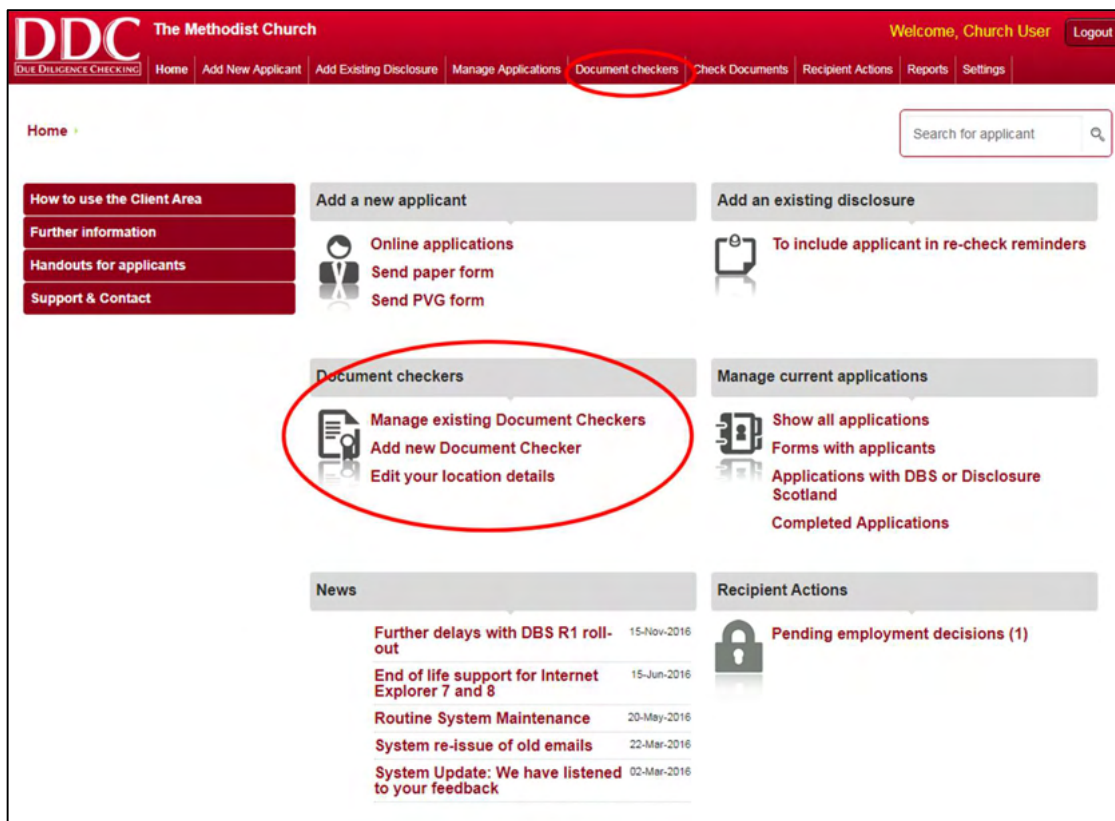 DDC
DUE DILIGENCE CHECKING
The Methodist Church
Welcome, Church User
Logout
Home
Add New Applicant
Add Existing Disclosure
Manage Applications
Document checkers
Check Documents
Recipient Actions
Reports
Settings
Home
Search for applicant
How to use the Client Area
Further information
Handouts for applicants
Support & Contact
Add a new applicant
Online applications
Send paper form
Send PVG form
Add an existing disclosure
To include applicant in re-check reminders
Document checkers
Manage existing Document Checkers
Add new Document Checker
Edit your location details
Manage current applications
Show all applications
Forms with applicants
Applications with DBS or Disclosure
Scotland
Completed Applications
News
Further delays with DBS R1 roll-
out
15-Nov-2016
End of life support for Internet
Explorer 7 and 8
15-Jun-2016
Routine System Maintenance
20-May-2016
System re-issue of old emails
22-Mar-2016
System Update: We have listened
to your feedback
02-Mar-2016
Recipient Actions
Pending employment decisions (1)